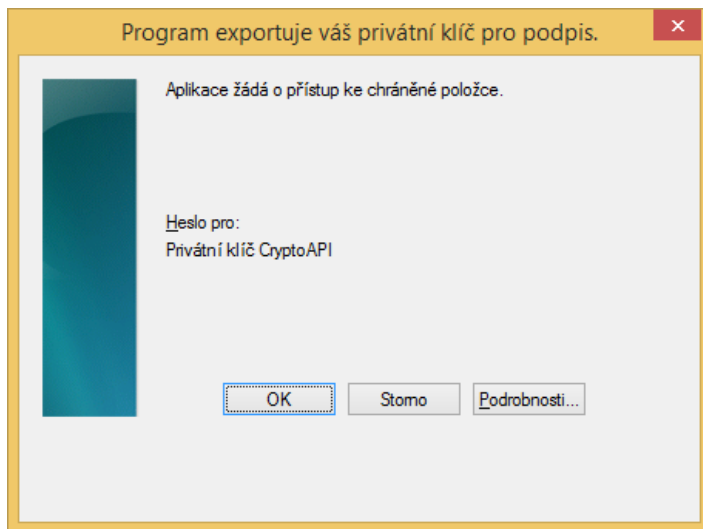 Program exportuje váš privátní klíč pro podpis.
Aplikace žádá o přístup ke chráněné položce.
Heslo pro:
Privátní klíč CryptoAPI
OK
Storno
Podrobnosti...